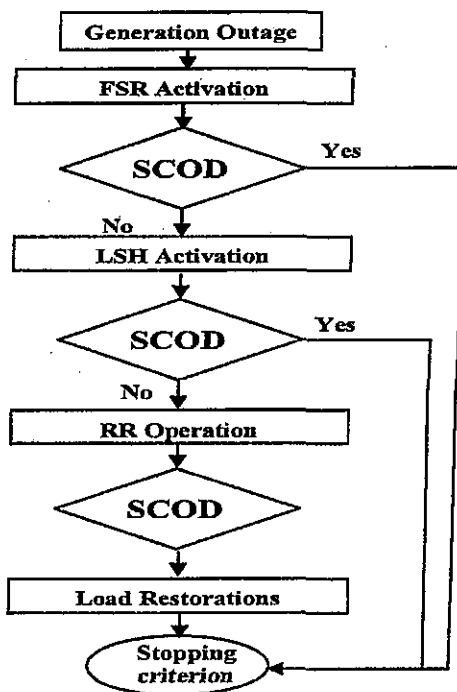 Generation Outage
FSR Activation
SCOD
Yes
No
LSH Activation
SCOD
Yes
No
RR Operation
SCOD
Load Restorations
Stopping
criterion